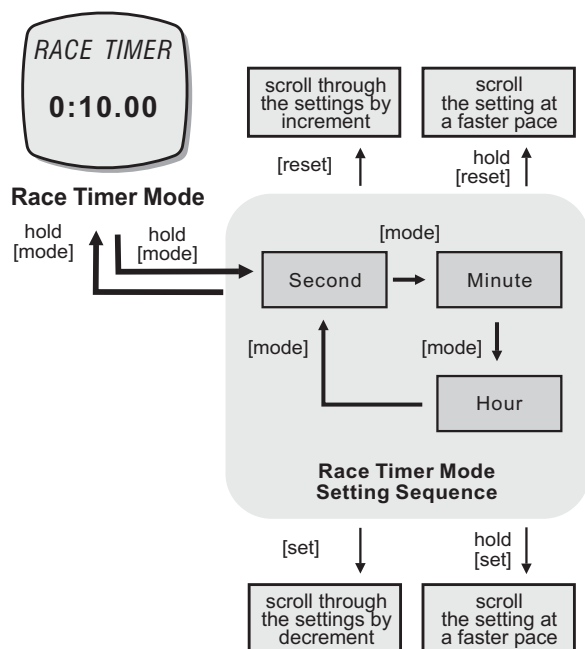 RACE TIMER
0:10.00
Race Timer Mode
scroll through
the settings by
increment
scroll
the setting at
a faster pace
[reset]
hold
[reset]
hold
[mode]
hold
[mode]
[mode]
Second
Minute
[mode]
[mode]
Hour
Race Timer Mode
Setting Sequence
[set]
hold
[set]
scroll through
the settings by
decrement
scroll
the setting at
a faster pace